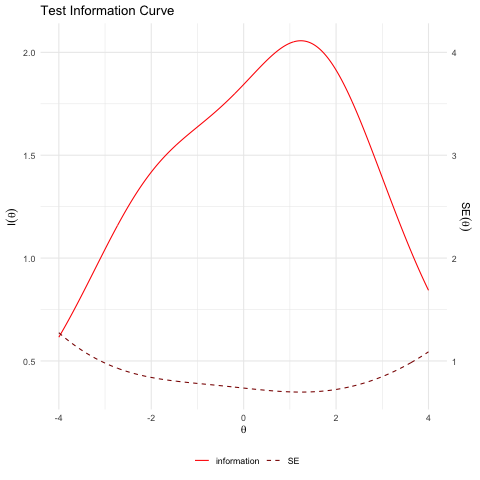 Test Information Curve
2.0
1.5
1.0
0.5
I(θ)
4
3
2
1
SE(θ)
-4 -2 0 2 4
θ
information SE